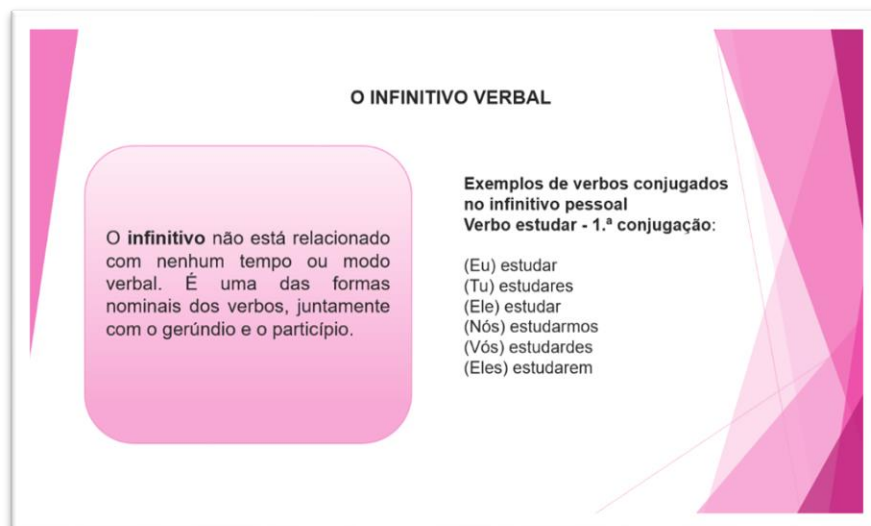 O INFINITIVO VERBAL
O infinitivo não está relacionado
com nenhum tempo ou modo
verbal. É uma das formas
nominais dos verbos, juntamente
com o gerúndio e o particípio.
Exemplos de verbos conjugados
no infinitivo pessoal
Verbo estudar - 1.ª conjugação:
(Eu) estudar
(Tu) estudares
(Ele) estudar
(Nós) estudarmos
(Vós) estudardes
(Eles) estudarem